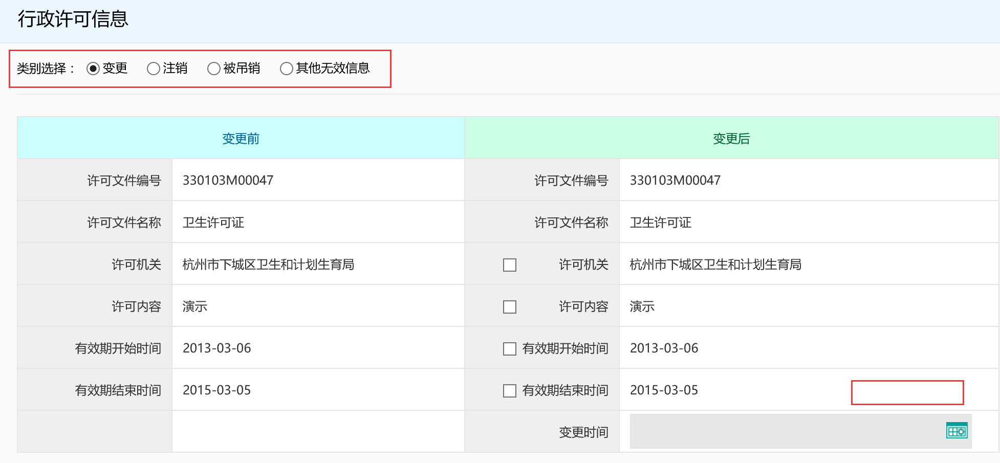 行政许可信息
类别选择： 变更 注销 被吊销 其他无效信息
变更前 变更后
许可文件编号 330103M00047 许可文件编号 330103M00047
许可文件名称 卫生许可证 许可文件名称 卫生许可证
许可机关 杭州市下城区卫生和计划生育局 许可机关 杭州市下城区卫生和计划生育局
许可内容 演示 许可内容 演示
有效期开始时间 2013-03-06 有效期开始时间 2013-03-06
有效期结束时间 2015-03-05 有效期结束时间 2015-03-05
变更时间